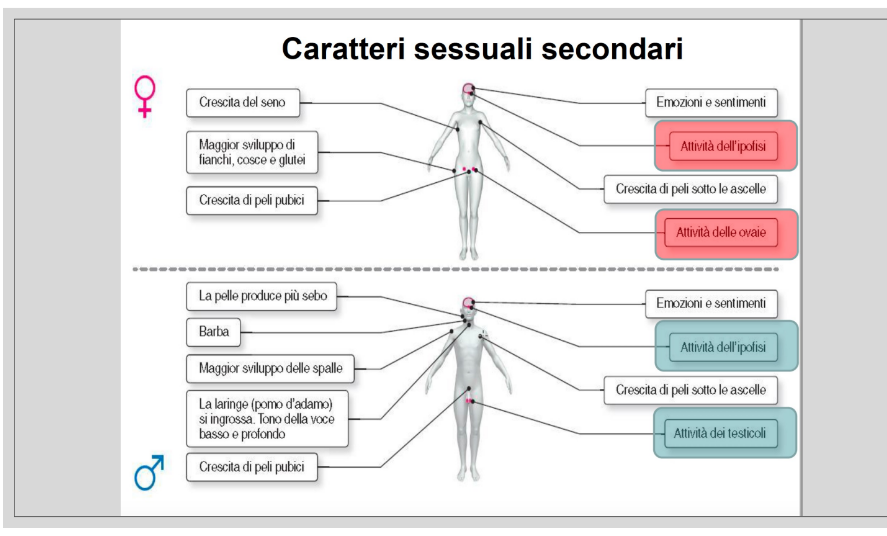 Caratteri sessuali secondari
Crescita del seno
Maggior sviluppo di
fianchi, cosce e glutei
Crescita di peli pubici
Emozioni e sentimenti
Attività dell'ipofisi
Crescita di peli sotto le ascelle
Attività delle ovaie
La pelle produce più sebo
Barba
Maggior sviluppo delle spalle
La laringe (pomo d'adamo)
si ingrossa. Tono della voce
basso e profondo
Crescita di peli pubici
Emozioni e sentimenti
Attività dell'ipofisi
Crescita di peli sotto le ascelle
Attività dei testicoli